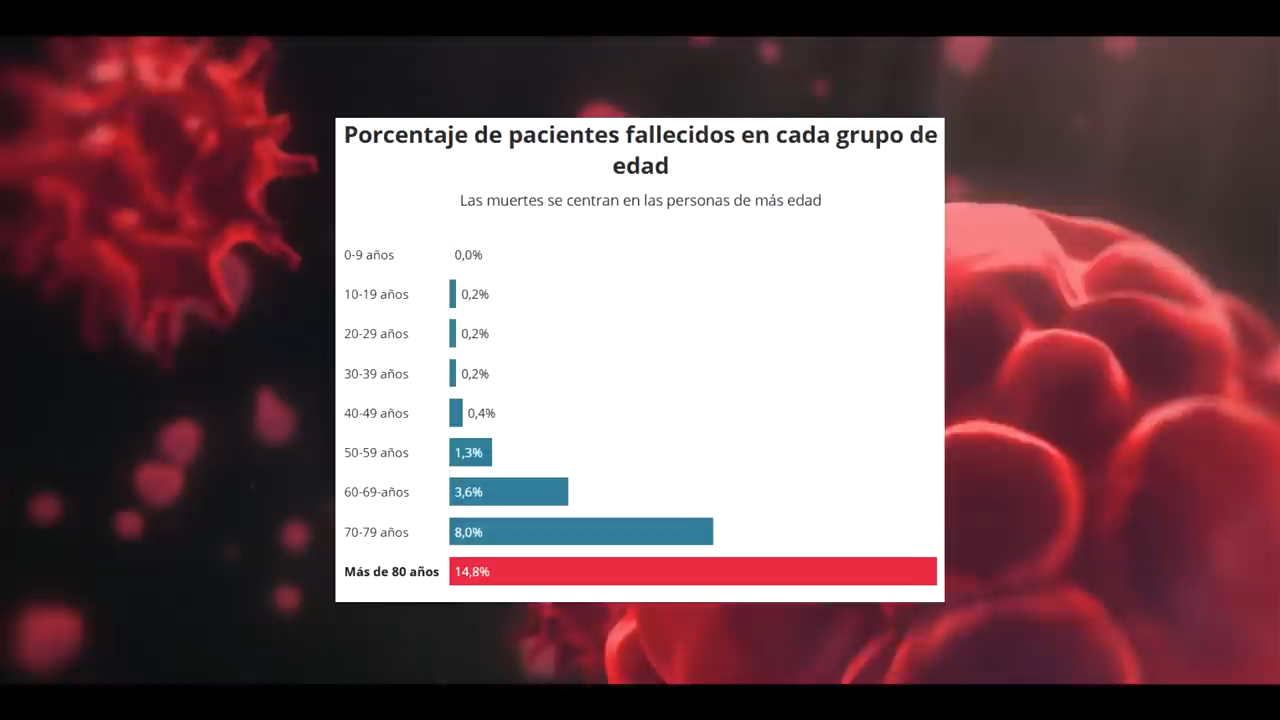 Porcentaje de pacientes fallecidos en cada grupo de
edad
Las muertes se centran en las personas de más edad
0-9 años 0,0%
10-19 años 0,2%
20-29 años 0,2%
30-39 años 0,2%
40-49 años 0,4%
50-59 años 1,3%
60-69-años 3,6%
70-79 años 8,0%
Más de 80 años 14,8%